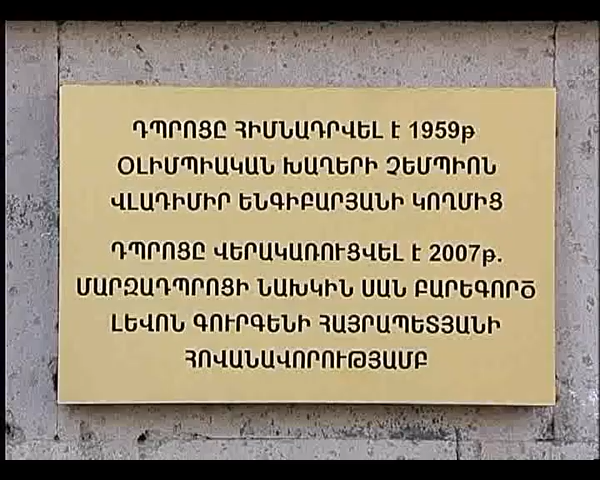 ԴՊՐՈՑԸ ՀԻՄՆԱԴՐՎԵԼ է 1959թ
ՕԼԻՄՊԻԱԿԱՆ ԽԱՂԵՐԻ ՉԵՄՊԻՈՆ
ՎԼԱԴԻՄԻՐ ԵՆԳԻԲԱՐՅԱՆԻ ԿՈՂՄԻՑ
ԴՊՐՈՑԸ ՎԵՐԱԿԱՌՈՒՑՎԵԼ է 2007թ.
ՄԱՐԶԱԴՊՐՈՑԻ ՆԱԽԿԻՆ ՍԱՆ ԲԱՐԵԳՈՐԾ
ԼԵՎՈՆ ԳՈՒՐԳԵՆԻ ՀԱՅՐԱՊԵՏՅԱՆԻ
ՀՈՎԱՆԱՎՈՐՈՒԹՅԱՄԲ